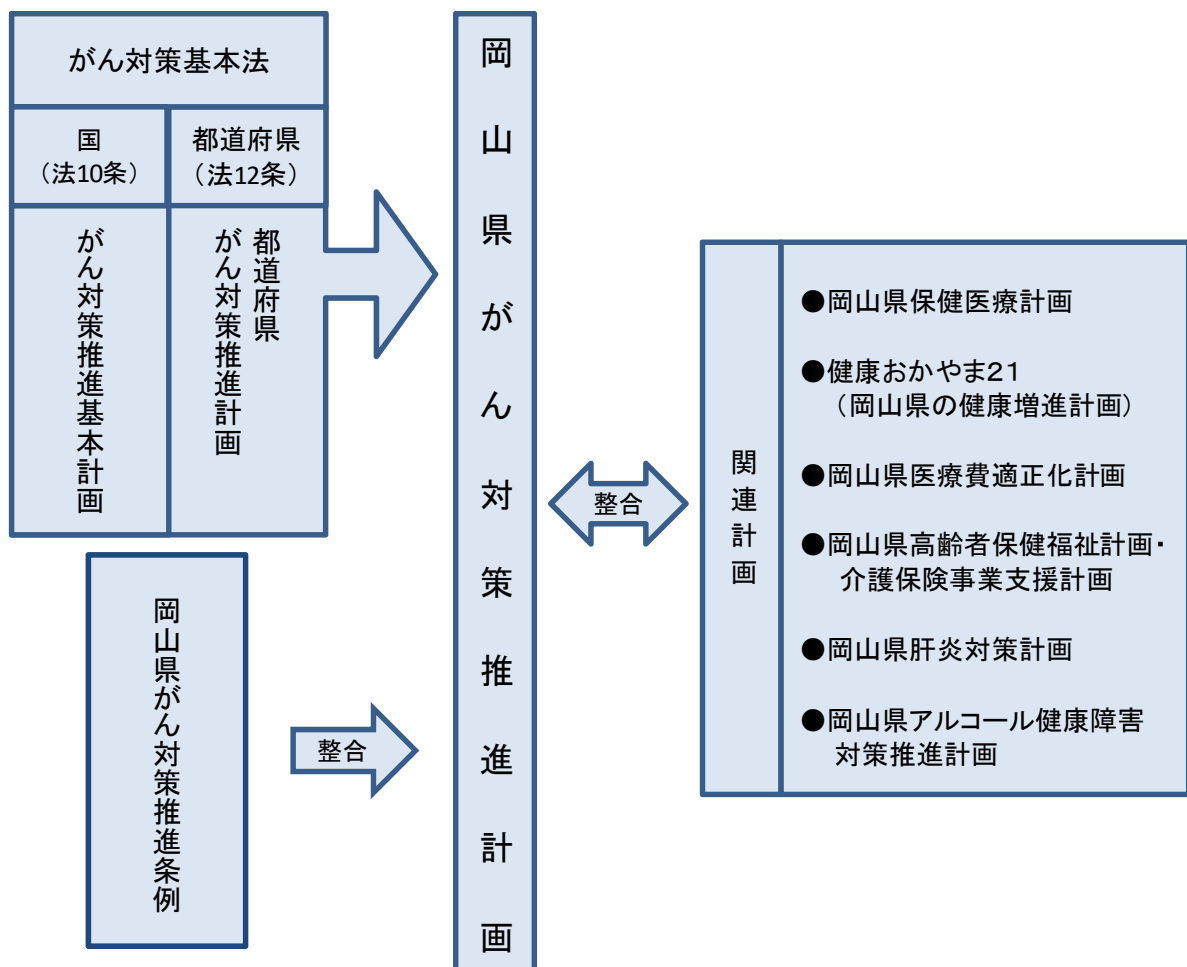 がん対策基本法
国
（法10条）
都道府県
（法12条）
がん対策推進基本計画
都道府県
がん対策推進計画
岡山県がん対策推進条例
整合
岡山県がん対策推進計画
整合
関連計画
●岡山県保健医療計画
●健康おかやま２１
（岡山県の健康増進計画）
●岡山県医療費適正化計画
●岡山県高齢者保健福祉計画・
介護保険事業支援計画
●岡山県肝炎対策計画
●岡山県アルコール健康障害
対策推進計画